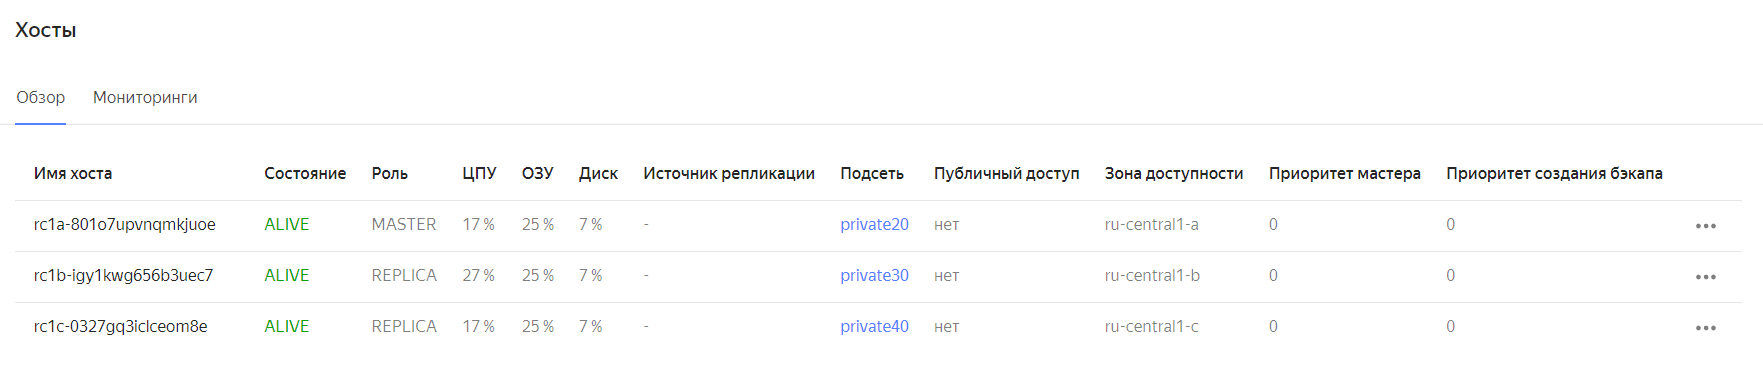 Хосты
Обзор Мониторинги
Имя хоста Состояние Роль ЦПУ ОЗУ Диск Источник репликации Подсеть Публичный доступ Зона доступности Приоритет мастера Приоритет создания бэкапа
rc1a-801o7upvnqmkjuoe ALIVE MASTER 17 % 25 % 7 % - private20 нет ru-central1-a 0 0
rc1b-igy1kwg656b3uec7 ALIVE REPLICA 27 % 25 % 7 % - private30 нет ru-central1-b 0 0
rc1c-0327gq3iclceom8e ALIVE REPLICA 17 % 25 % 7 % - private40 нет ru-central1-c 0 0